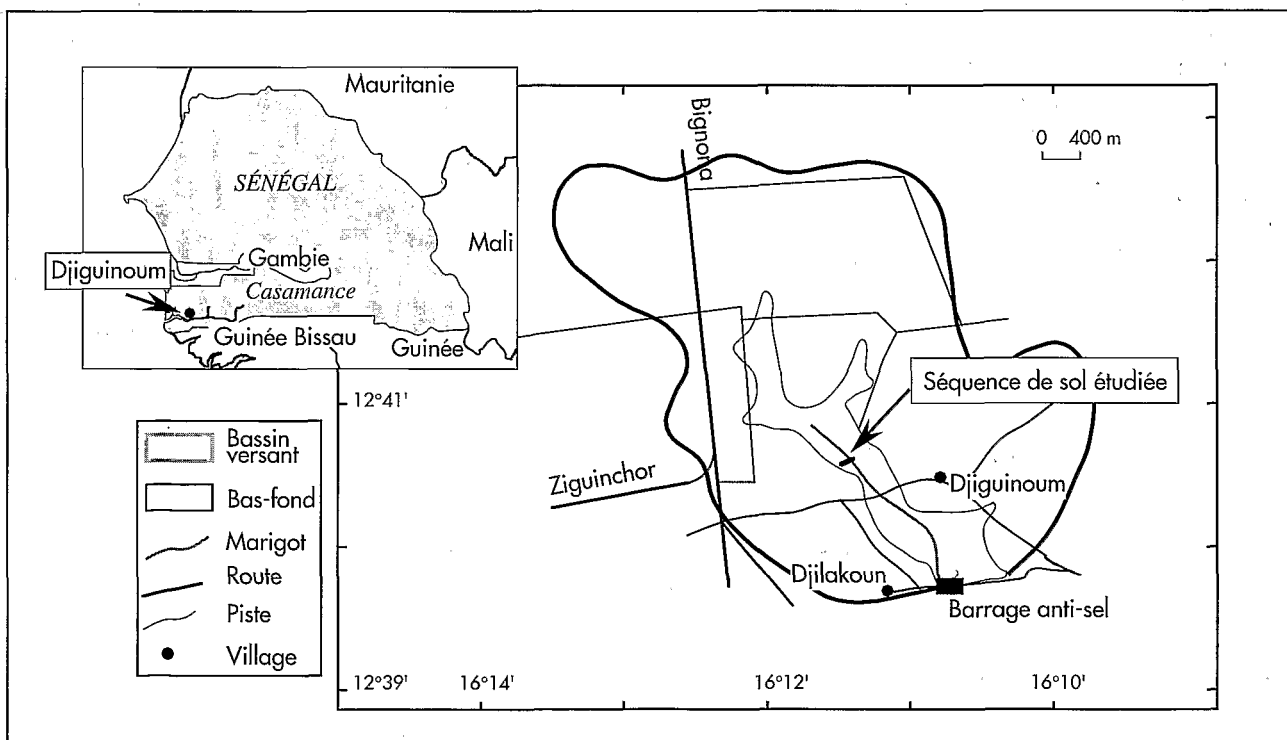 Mauritanie
SÉNÉGAL
Mali
Gambie
Djiguinoum
Casamance
Guinée Bissau
Guinée
Bassin
versant
Bas-fond
Marigot
Route
Piste
Village
Bignona
0 400 m
12°41'
Séquence de sol étudiée
Ziguinchor
Djiguinoum
Djilakoun
Barrage anti-sel
12°39'
16°14'
16°12'
16°10'